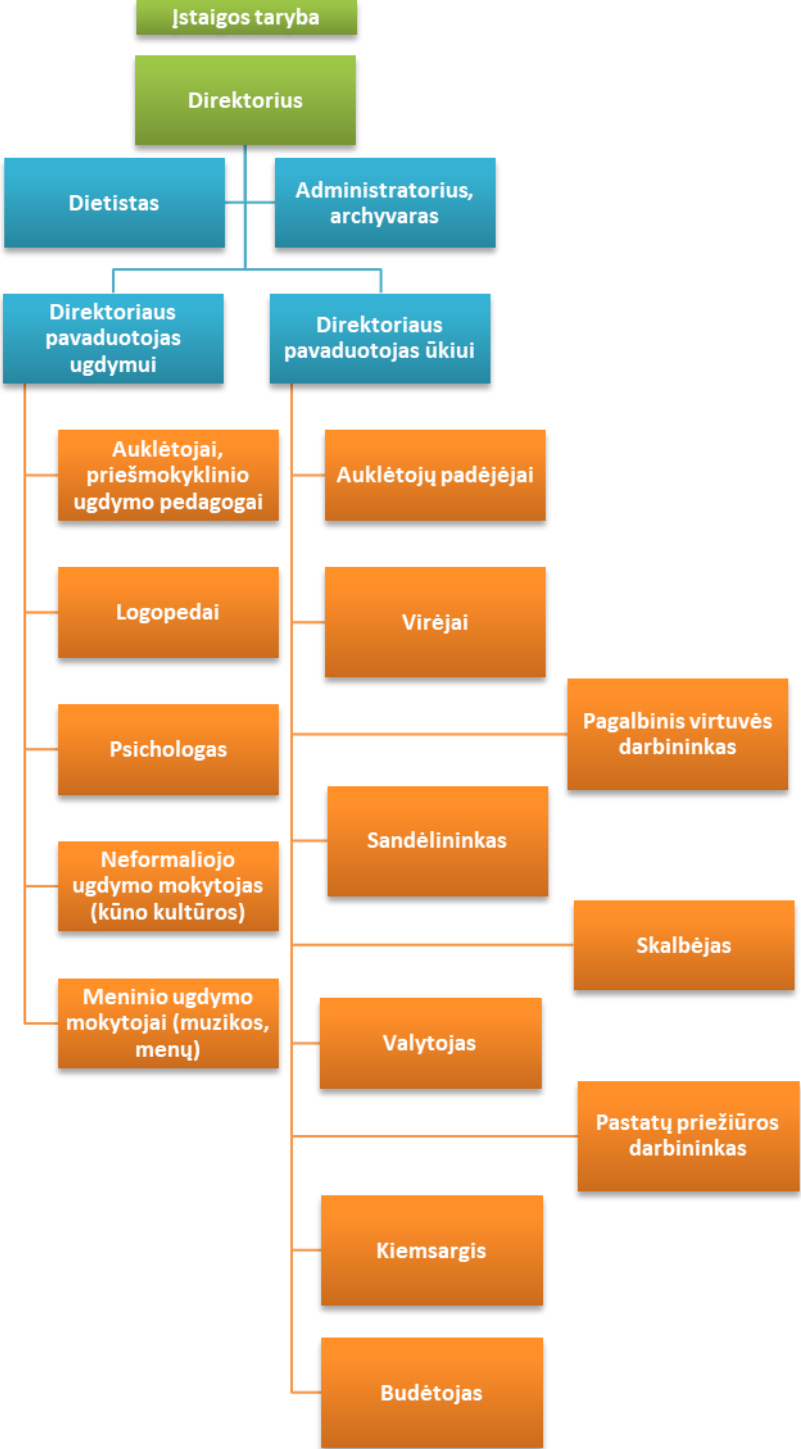 Įstaigos taryba
Direktorius
Dietistas
Administratorius,
archyvaras
Direktoriaus
pavaduotojas
ugdymui
Direktoriaus
pavaduotojas ūkiui
Auklėtojai,
priešmokyklinio
ugdymo pedagogai
Logopedai
Psichologas
Neformaliojo
ugdymo mokytojas
(kūno kultūros)
Meninio ugdymo
mokytojai (muzikos,
menų)
Auklėtojų padėjėjai
Virėjai
Pagalbinis virtuvės
darbininkas
Sandėlininkas
Skalbėjas
Valytojas
Pastatų priežiūros
darbininkas
Kiemsargis
Budėtojas